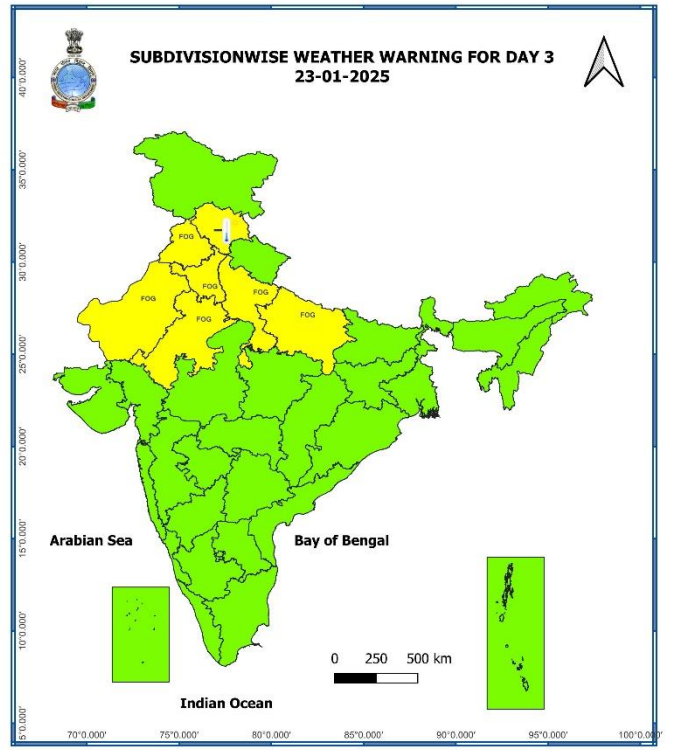 SUBDIVISIONWISE WEATHER WARNING FOR DAY 3
23-01-2025
40°0.000'
35°0.000'
30°0.000'
25°0.000'
20°0.000'
15°0.000'
10°0.000'
5°0.000'
FOG
FOG
FOG
FOG
FOG
FOG
Arabian Sea
Bay of Bengal
0 250 500 km
Indian Ocean
70°0.000' 75°0.000' 80°0.000' 85°0.000' 90°0.000' 95°0.000' 100°0.000'